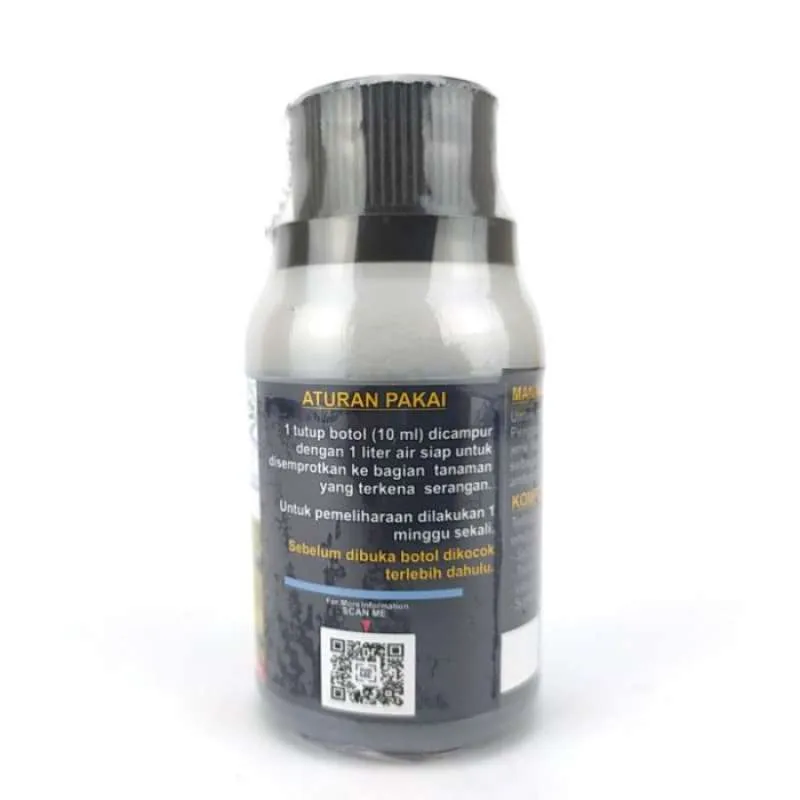 ATURAN PAKAI
1 tutup botol (10 ml) dicampur
dengan 1 liter air siap untuk
disemprotkan ke bagian tanaman
yang terkena serangan.
Untuk pemeliharaan dilakukan 1
minggu sekali.
Sebelum dibuka botol dikocok
terlebih dahulu.
For More Information
SCAN ME